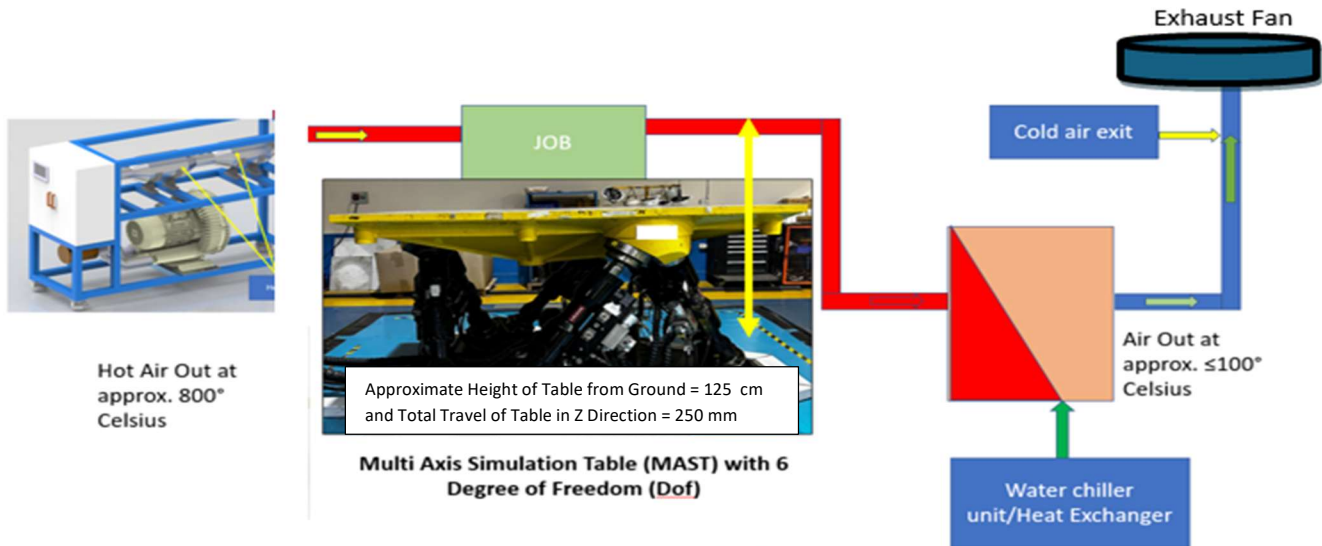 Exhaust Fan
JOB
Cold air exit
Hot Air Out at
approx. 800°
Celsius
Approximate Height of Table from Ground = 125 cm
and Total Travel of Table in Z Direction = 250 mm
Multi Axis Simulation Table (MAST) with 6
Degree of Freedom (Dof)
Air Out at
approx. ≤100°
Celsius
Water chiller
unit/Heat Exchanger